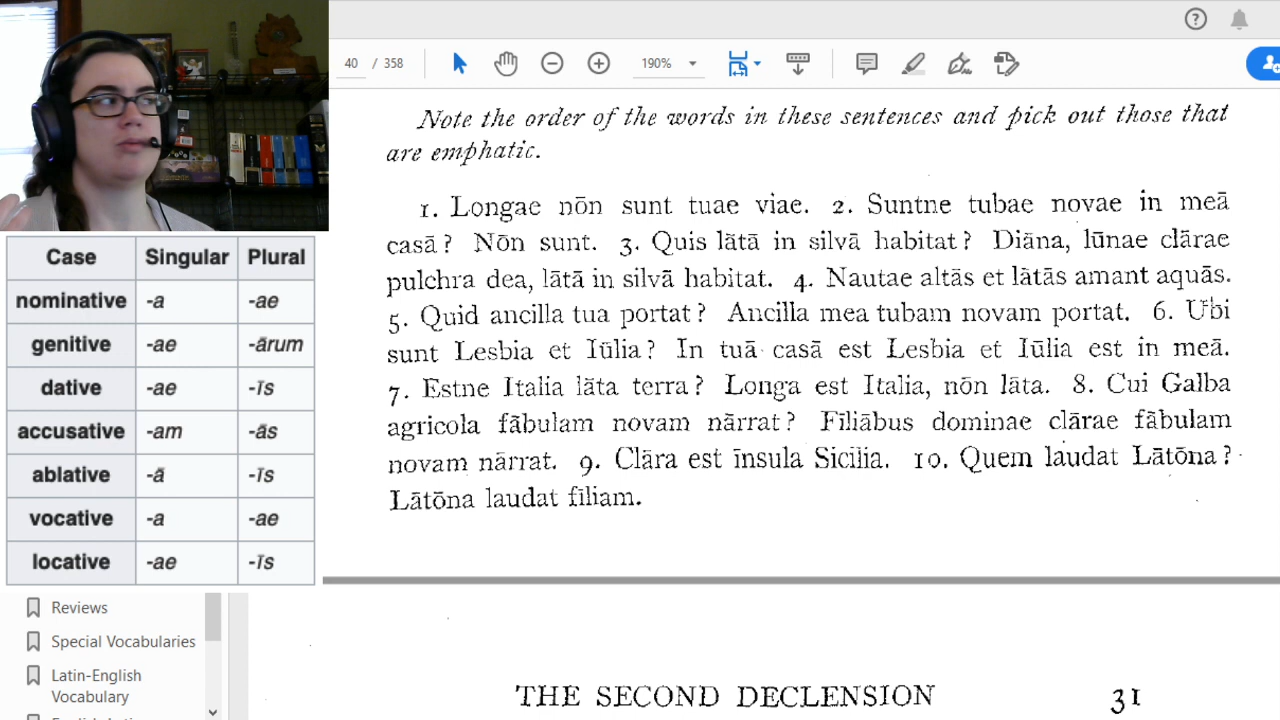 40 / 358
190%
Note the order of the words in these sentences and pick out those that
are emphatic.
1. Longae nōn sunt tuae viae. 2. Suntne tubae novae in meā
casā? Nōn sunt. 3. Quis lātā in silvā habitat? Diāna, lūnae clārae
pulchra dea, lātā in silvā habitat. 4. Nautae altās et lātās amant aquās.
5. Quid ancilla tua portat? Ancilla mea tubam novam portat. 6. Ubi
sunt Lesbia et Iūlia? In tuā casā est Lesbia et Iūlia est in meā.
7. Estne Italia lāta terra? Longa est Italia, nōn lāta. 8. Cui Galba
agricola fābulam novam nārrat? Fīliābus dominae clārae fābulam
novam nārrat. 9. Clāra est īnsula Sicilia. 10. Quem laudat Lātōna?
Lātōna laudat fīliam.
THE SECOND DECLENSION 31
Case Singular Plural
nominative -a -ae
genitive -ae -ārum
dative -ae -īs
accusative -am -ās
ablative -ā -īs
vocative -a -ae
locative -ae -īs
Reviews
Special Vocabularies
Latin-English
Vocabulary